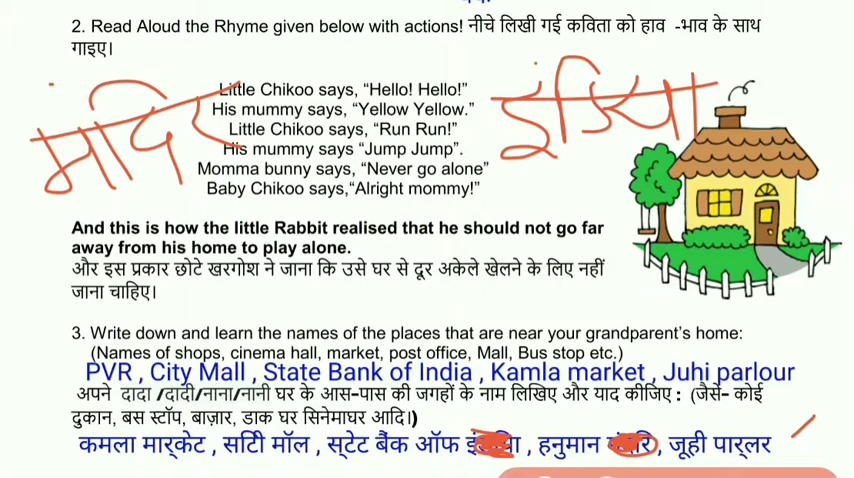 2. Read Aloud the Rhyme given below with actions! नीचे लिखी गई कविता को हाव -भाव के साथ
गाइए।
मंदिर
इंडिया
Little Chikoo says, “Hello! Hello!”
His mummy says, “Yellow Yellow.”
Little Chikoo says, “Run Run!”
His mummy says “Jump Jump”.
Momma bunny says, “Never go alone”
Baby Chikoo says,“Alright mommy!”
And this is how the little Rabbit realised that he should not go far
away from his home to play alone.
और इस प्रकार छोटे खरगोश ने जाना कि उसे घर से दूर अकेले खेलने के लिए नहीं
जाना चाहिए।
3. Write down and learn the names of the places that are near your grandparent’s home:
(Names of shops, cinema hall, market, post office, Mall, Bus stop etc.)
PVR , City Mall , State Bank of India , Kamla market , Juhi parlour
अपने दादा /दादी/नाना/नानी घर के आस-पास की जगहों के नाम लिखिए और याद कीजिए : (जैसे- कोई
दुकान, बस स्टॉप, बाज़ार, डाक घर सिनेमाघर आदि।)
कमला मार्केट , सिटी मॉल , स्टेट बैंक ऑफ , हनुमान , जूही पार्लर